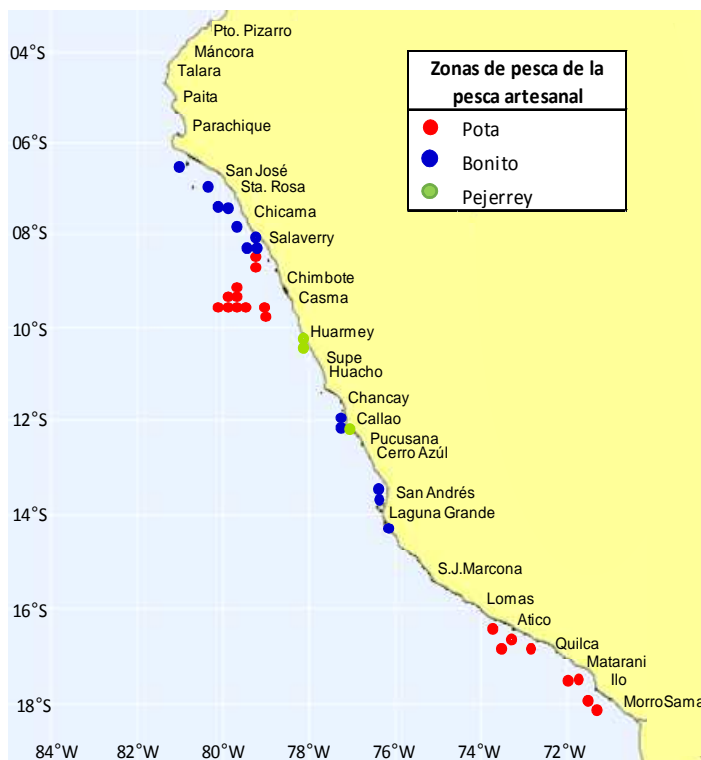 Pto. Pizarro
04°S
Máncora
Talara
Zonas de pesca de la
pesca artesanal
Paita
Parachique
Pota
06°S
Bonito
San José
Sta. Rosa
Pejerrey
Chicama
08°S
Salaverry
Chimbote
Casma
10°S
Huarmey
Supe
Huacho
Chancay
12°S
Callao
Pucusana
Cerro Azúl
San Andrés
14°S
Laguna Grande
S.J.Marcona
Lomas
16°S
Atico
Quilca
Matarani
Ilo
18°S
MorroSama
84°W 82°W 80°W 78°W 76°W 74°W 72°W